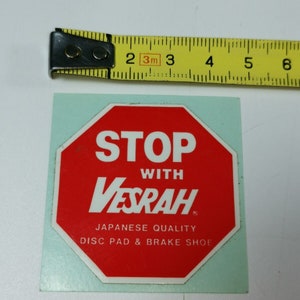 2 3m 3 4 5 6
STOP
WITH
VESRAH®
JAPANESE QUALITY
DISC PAD & BRAKE SHOE